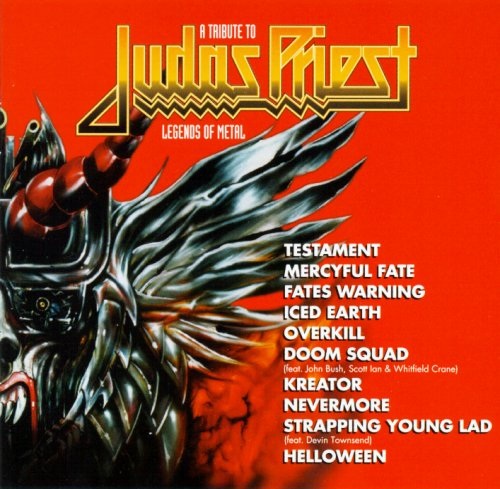 A TRIBUTE TO
Judas Priest
LEGENDS OF METAL
TESTAMENT
MERCYFUL FATE
FATES WARNING
ICED EARTH
OVERKILL
DOOM SQUAD
(feat. John Bush, Scott Ian & Whitfield Crane)
KREATOR
NEVERMORE
STRAPPING YOUNG LAD
(feat. Devin Townsend)
HELLOWEEN